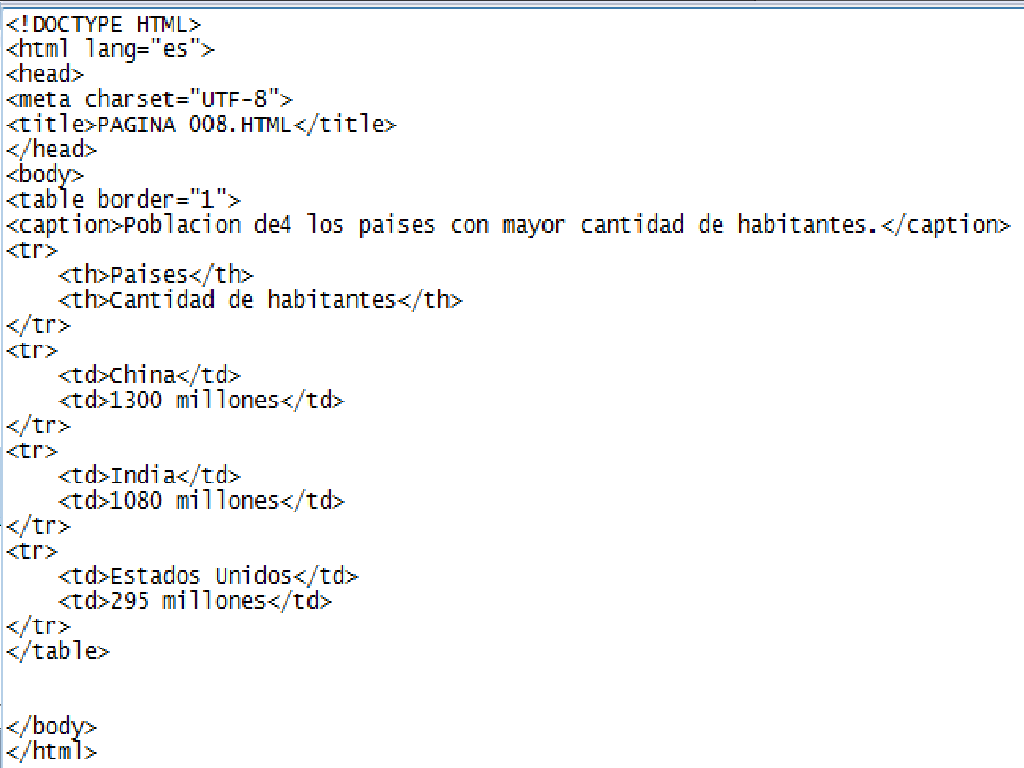 <!DOCTYPE HTML>
<html lang="es">
<head>
<meta charset="UTF-8">
<title>PAGINA 008.HTML</title>
</head>
<body>
<table border="1">
<caption>Poblacion de4 los paises con mayor cantidad de habitantes.</caption>
<tr>
    <th>Paises</th>
    <th>Cantidad de habitantes</th>
</tr>
<tr>
    <td>China</td>
    <td>1300 millones</td>
</tr>
<tr>
    <td>India</td>
    <td>1080 millones</td>
</tr>
<tr>
    <td>Estados Unidos</td>
    <td>295 millones</td>
</tr>
</table>
</body>
</html>